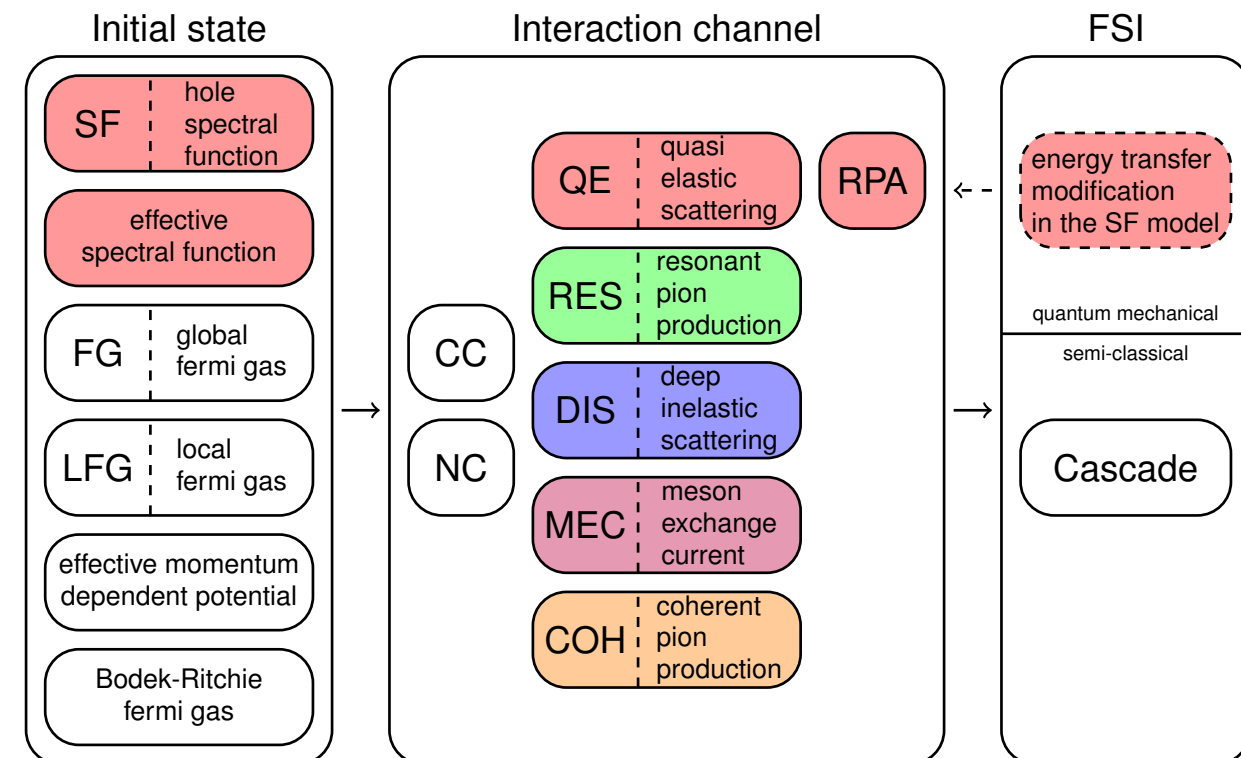 Initial state
SF
hole
spectral
function
effective
spectral function
FG
global
fermi gas
LFG
local
fermi gas
effective momentum
dependent potential
Bodek-Ritchie
fermi gas
Interaction channel
CC
NC
QE
quasi
elastic
scattering
RPA
RES
resonant
pion
production
DIS
deep
inelastic
scattering
MEC
meson
exchange
current
COH
coherent
pion
production
FSI
energy transfer
modification
in the SF model
quantum mechanical
semi-classical
Cascade